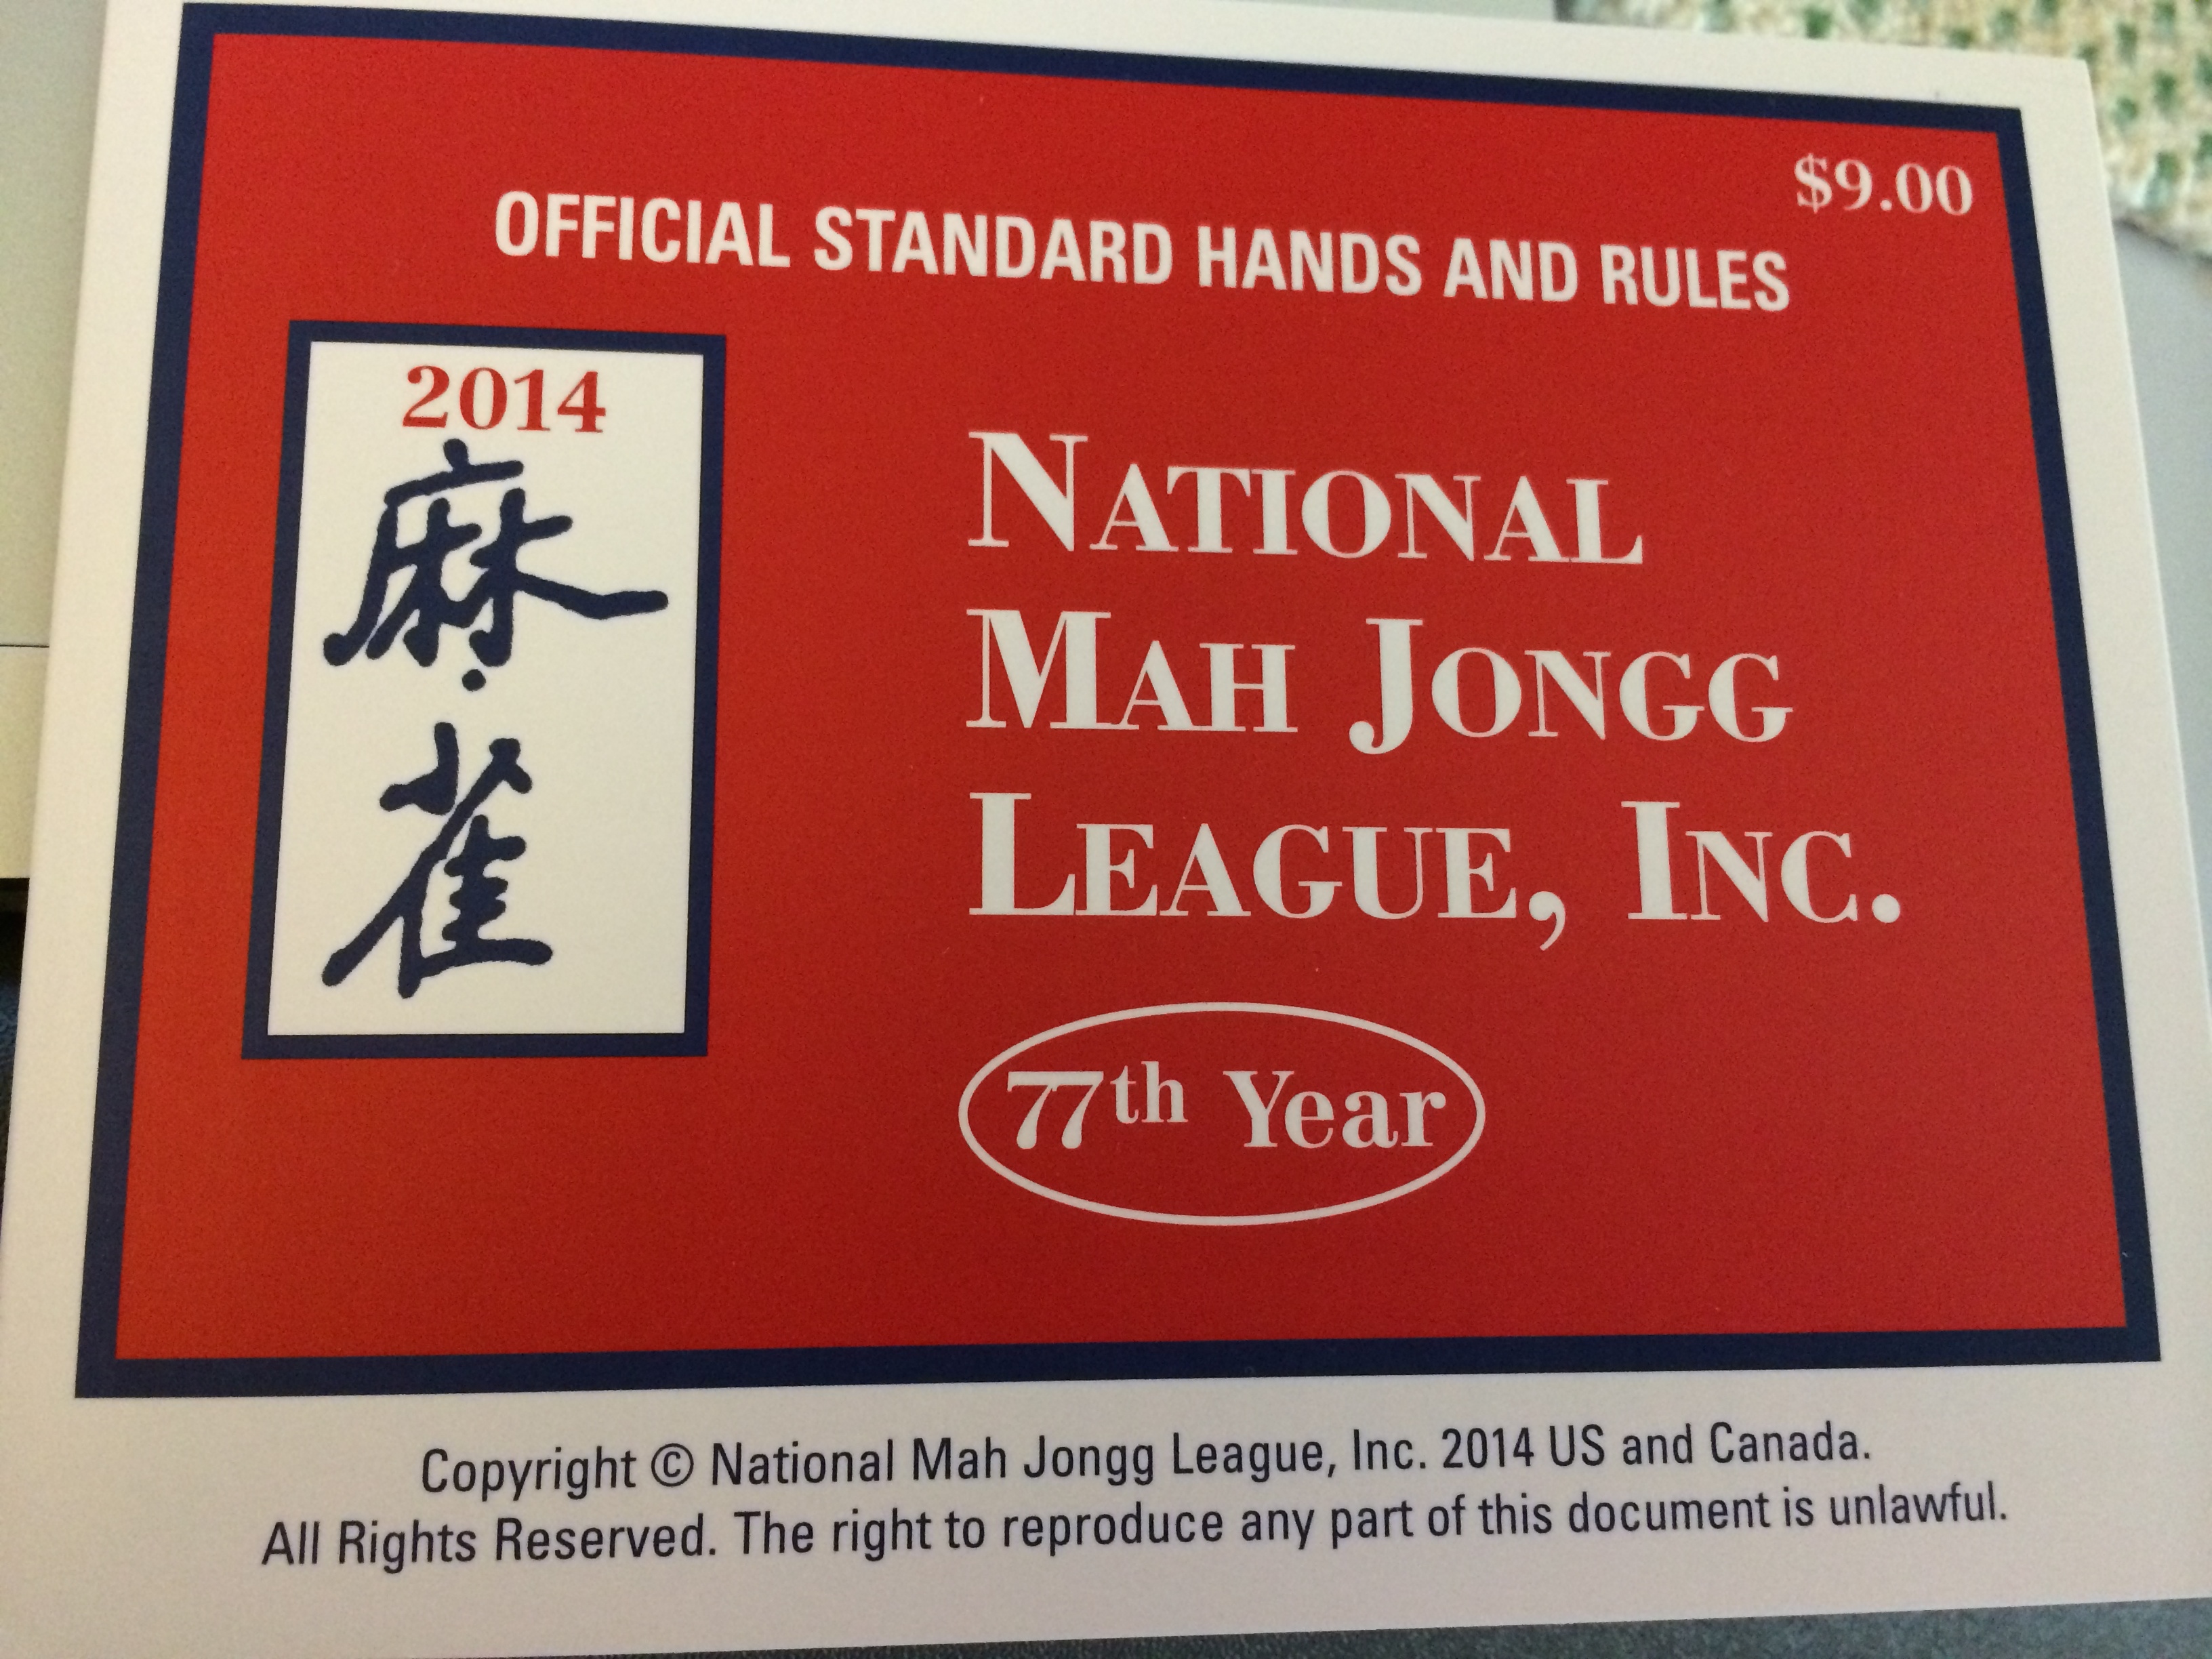 $9.00
OFFICIAL STANDARD HANDS AND RULES
2014
麻
雀
NATIONAL
MAH JONGG
LEAGUE, INC.
77th Year
Copyright © National Mah Jongg League, Inc. 2014 US and Canada.
All Rights Reserved. The right to reproduce any part of this document is unlawful.